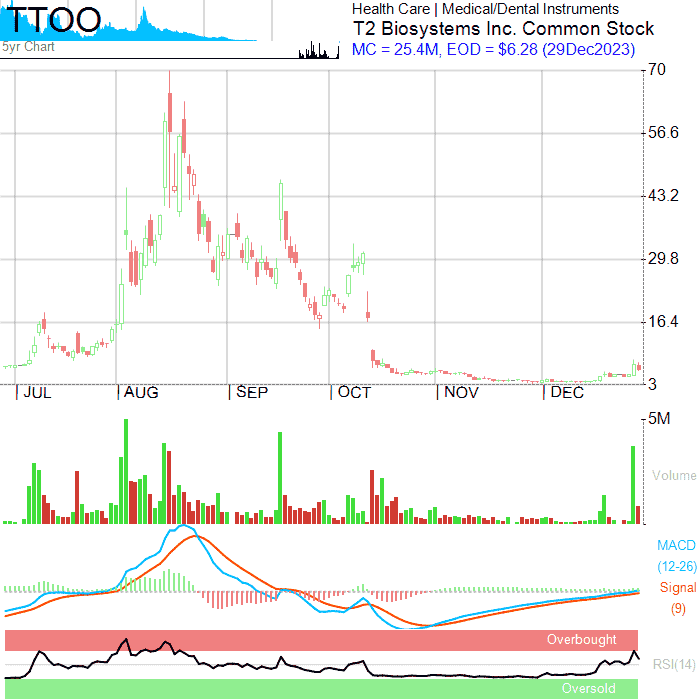 TTOO
5yr Chart
Health Care | Medical/Dental Instruments
T2 Biosystems Inc. Common Stock
MC = 25.4M, EOD = $6.28 (29Dec2023)
70
56.6
43.2
29.8
16.4
3
JUL AUG SEP OCT NOV DEC
5M
Volume
MACD
(12-26)
Signal
(9)
Overbought
RSI(14)
Oversold